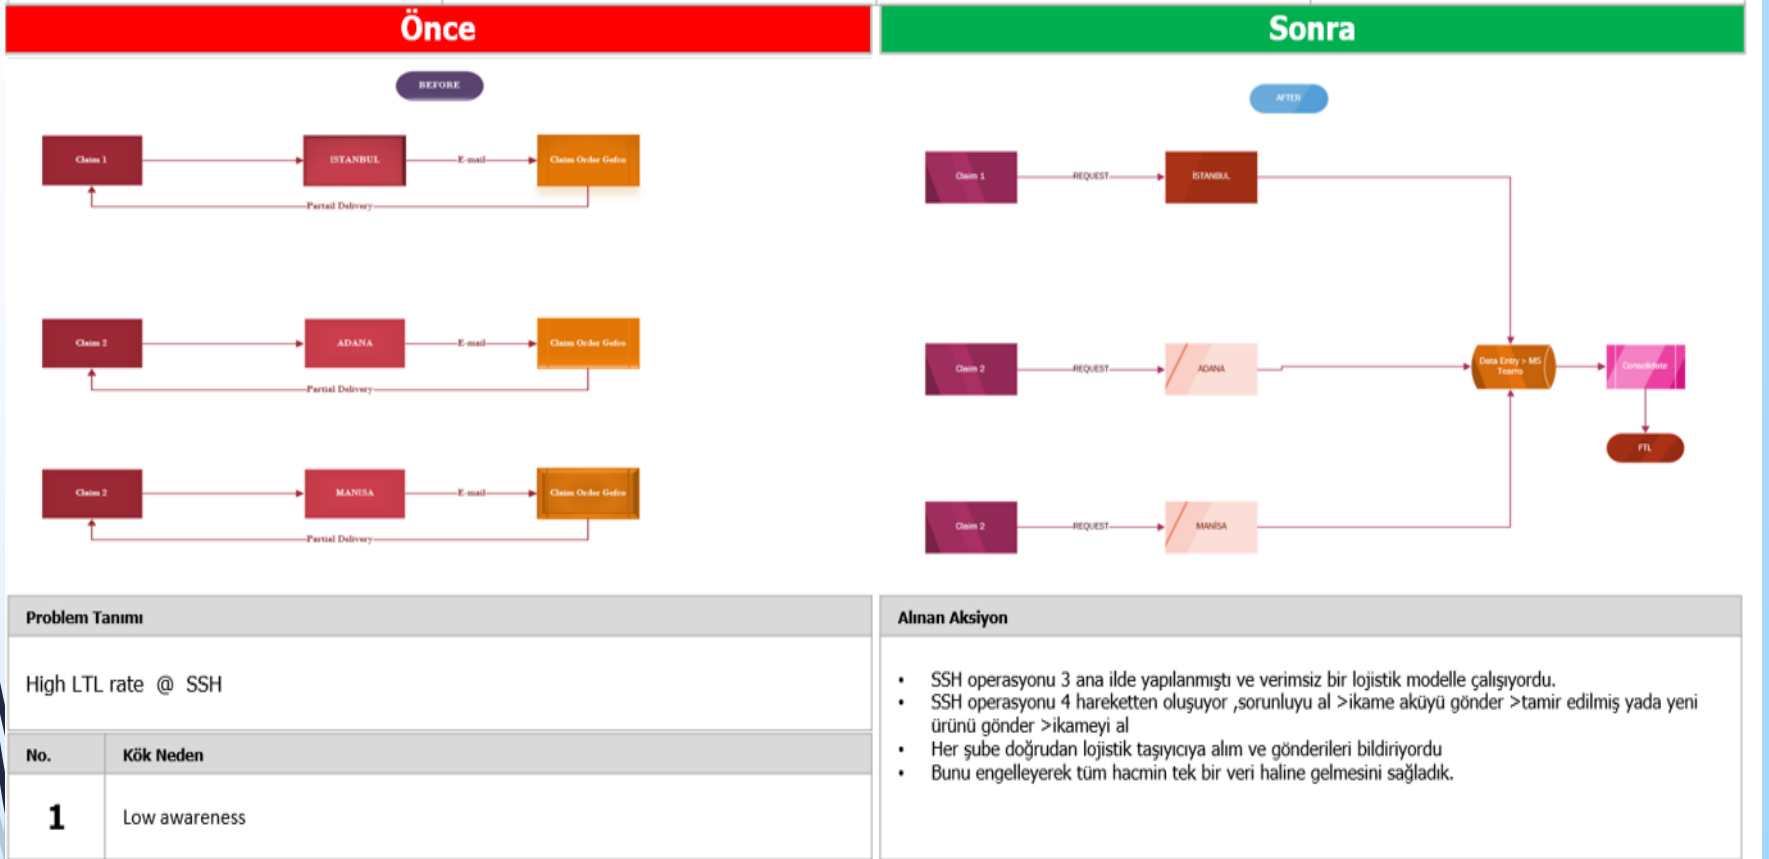 Önce
BEFORE
Claim 1
ISTANBUL
E-mail
Claim Order Gefco
Partail Delivery
Claim 2
ADANA
E-mail
Claim Order Gefco
Partial Delivery
Claim 2
MANISA
E-mail
Claim Order Gefco
Partial Delivery
Sonra
AFTER
Claim 1
REQUEST
İSTANBUL
Claim 2
REQUEST
ADANA
Data Entry > MS
Teams
Consolidate
FTL
Claim 2
REQUEST
MANİSA
Problem Tanımı
High LTL rate @ SSH
No.
Kök Neden
1
Low awareness
Alınan Aksiyon
• SSH operasyonu 3 ana ilde yapılanmıştı ve verimsiz bir lojistik modelle çalışıyordu.
• SSH operasyonu 4 hareketten oluşuyor ,sorunluyu al >ikame aküyü gönder >tamir edilmiş yada yeni
ürünü gönder >ikameyi al
• Her şube doğrudan lojistik taşıyıcıya alım ve gönderileri bildiriyordu
• Bunu engelleyerek tüm hacmin tek bir veri haline gelmesini sağladık.